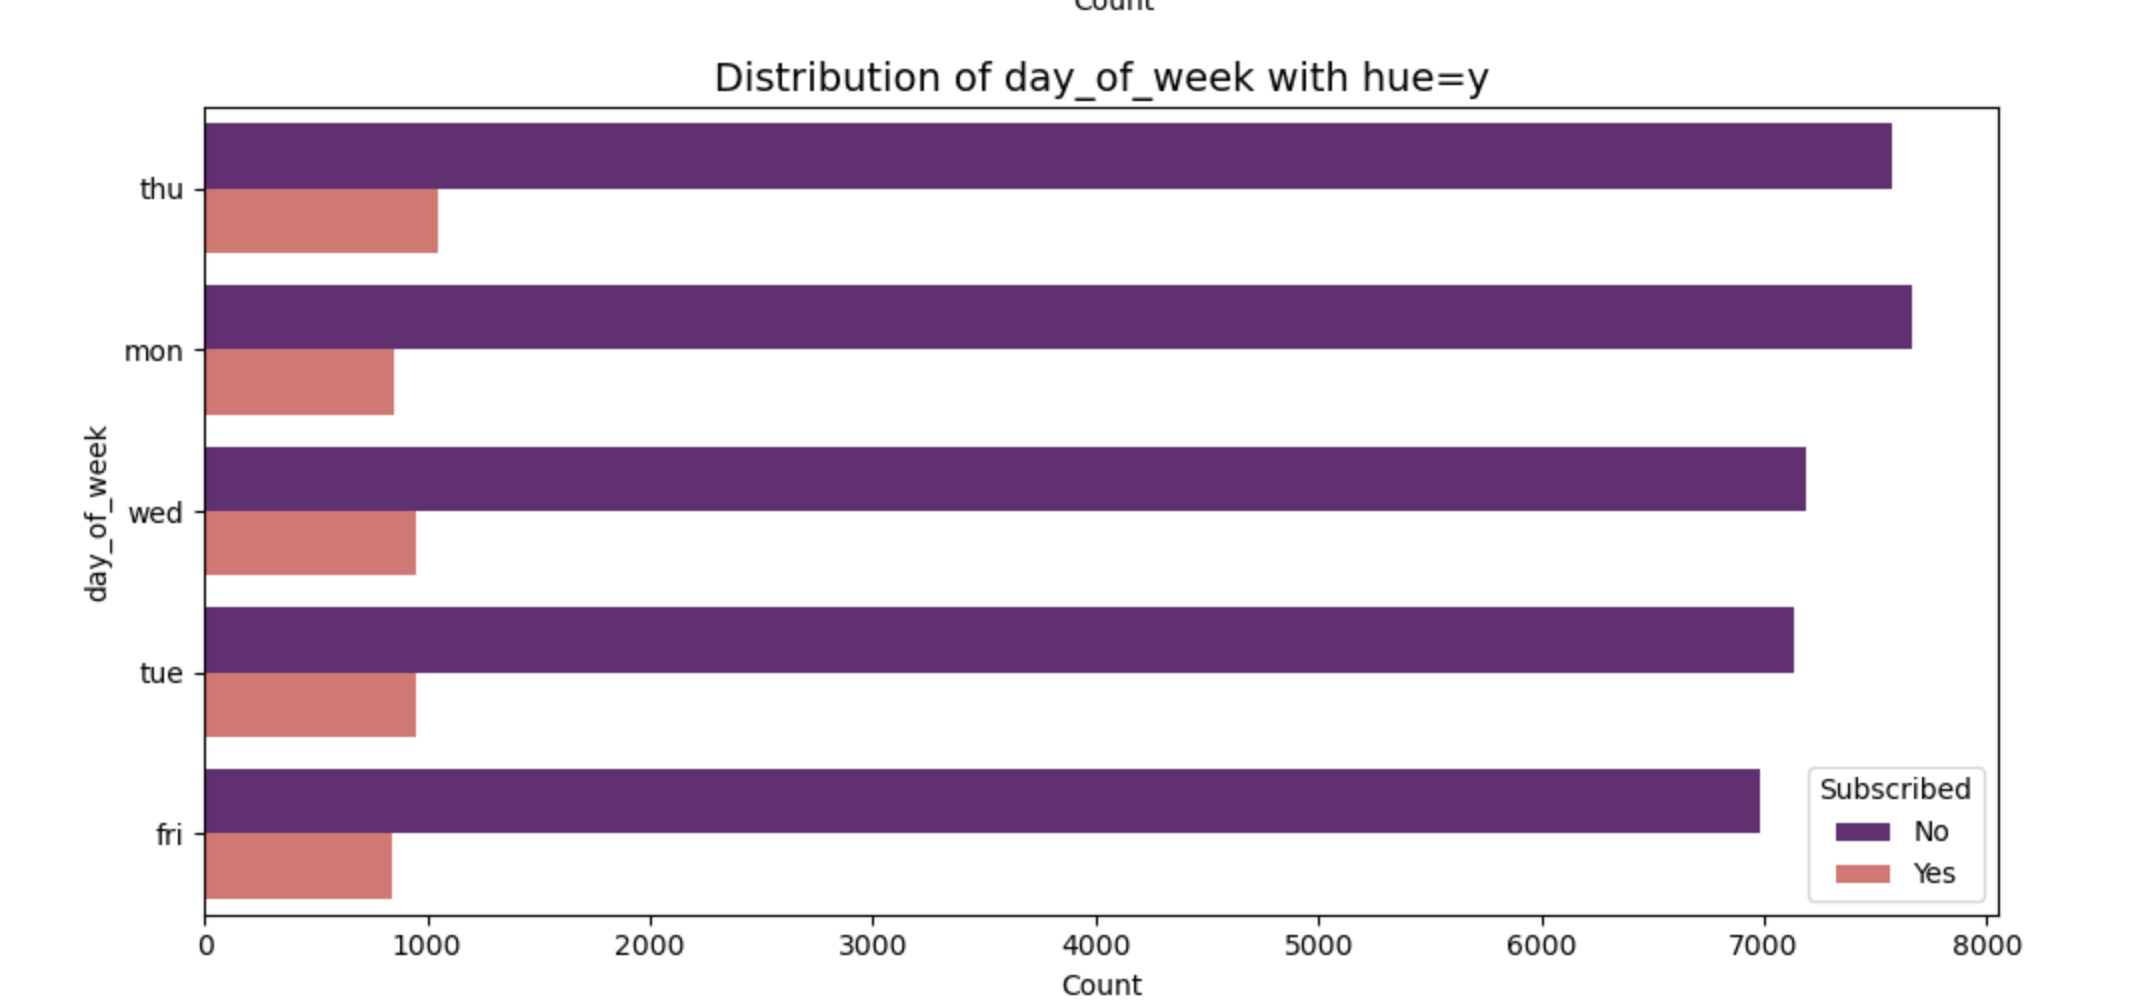 Count
Distribution of day_of_week with hue=y
thu
mon
wed
tue
fri
day_of_week
Subscribed
No
Yes
0 1000 2000 3000 4000 5000 6000 7000 8000
Count